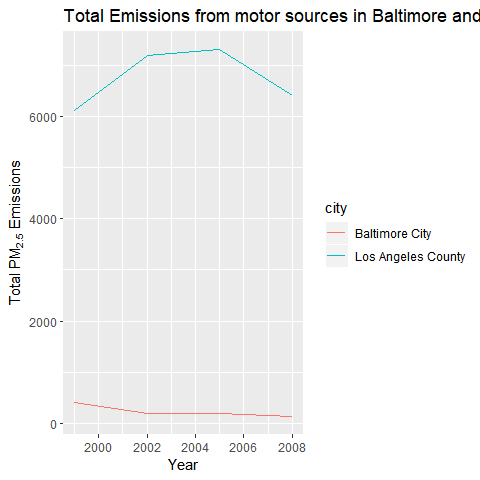 Total Emissions from motor sources in Baltimore and
Total PM2.5 Emissions
6000
4000
2000
0
2000
2002
2004
2006
2008
Year
city
Baltimore City
Los Angeles County